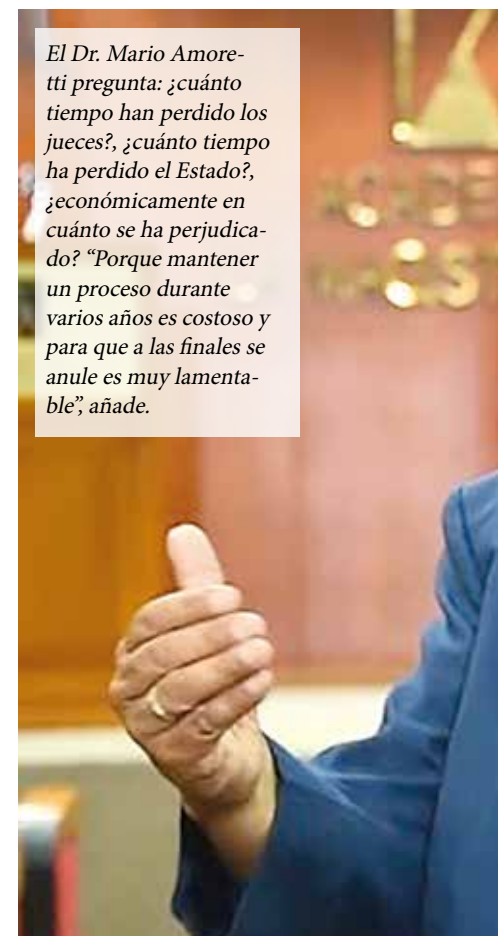 El Dr. Mario Amore-
tti pregunta: ¿cuánto
tiempo han perdido los
jueces?, ¿cuánto tiempo
ha perdido el Estado?,
¿económicamente en
cuánto se ha perjudica-
do? “Porque mantener
un proceso durante
varios años es costoso y
para que a las finales se
anule es muy lamenta-
ble”, añade.